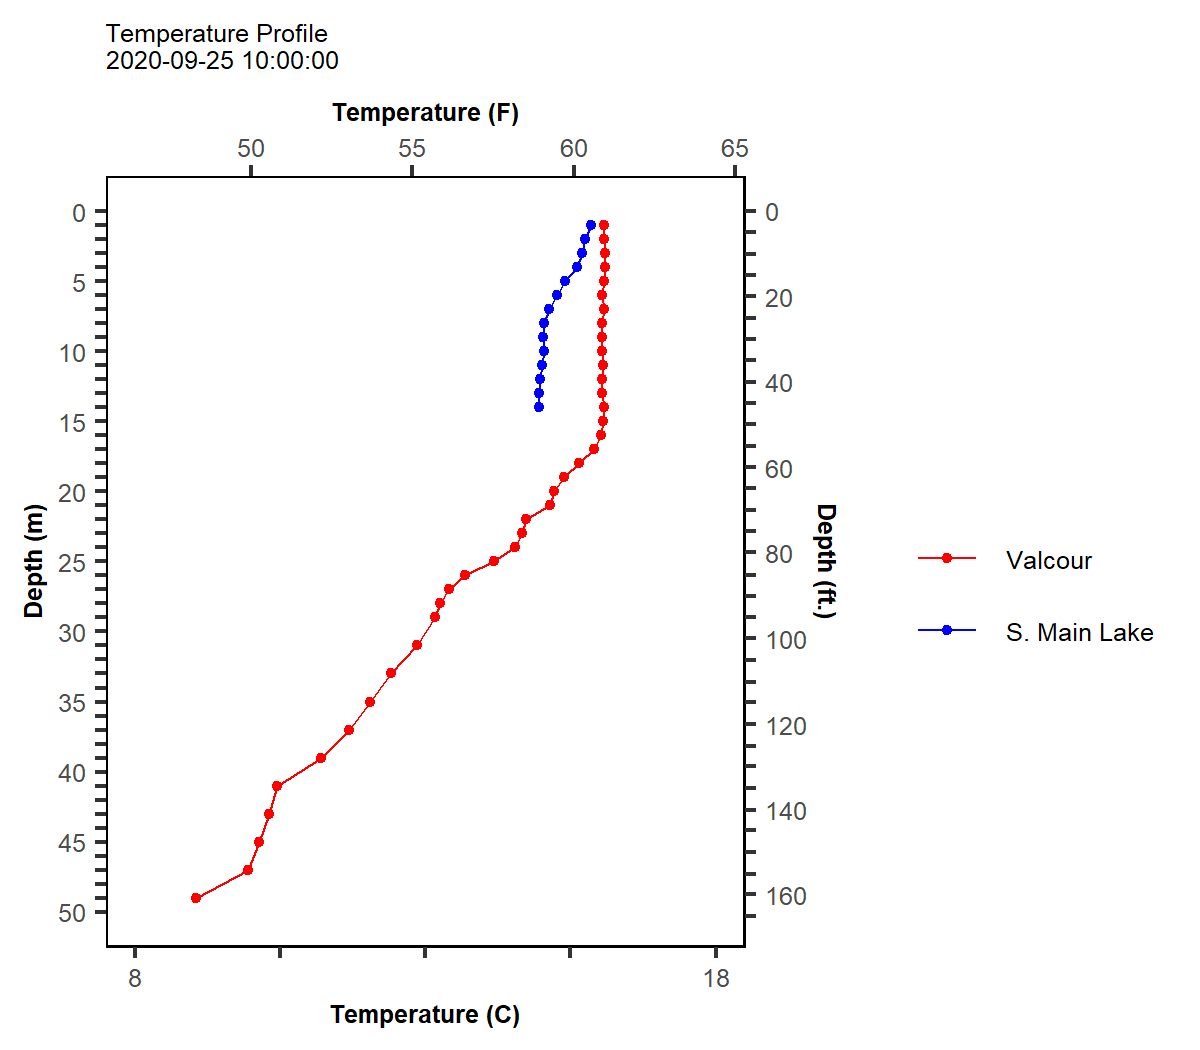 Temperature Profile
2020-09-25 10:00:00
Temperature (F)
50 55 60 65
0
5
10
15
20
25
30
35
40
45
50
Depth (m)
0
20
40
60
80
100
120
140
160
Depth (ft.)
Valcour
S. Main Lake
8 18
Temperature (C)